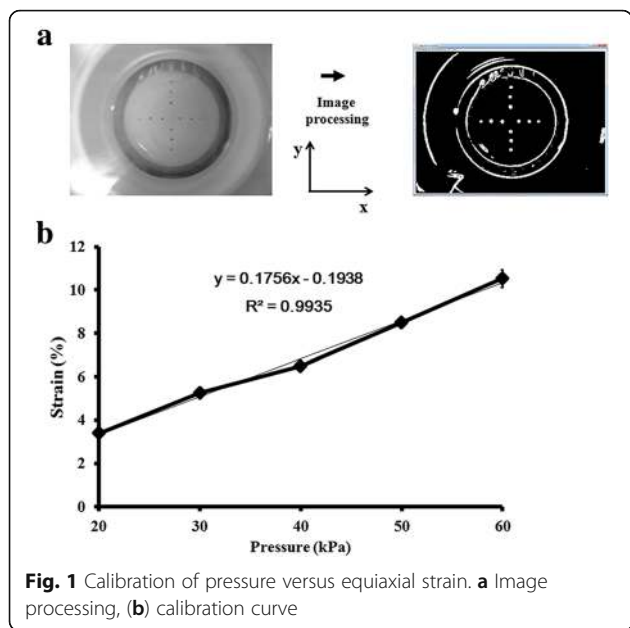 a
Image
processing
y
x
b
y = 0.1756x - 0.1938
R² = 0.9935
12
10
8
6
4
2
0
Strain (%)
20 30 40 50 60
Pressure (kPa)
Fig. 1 Calibration of pressure versus equiaxial strain. a Image
processing, (b) calibration curve